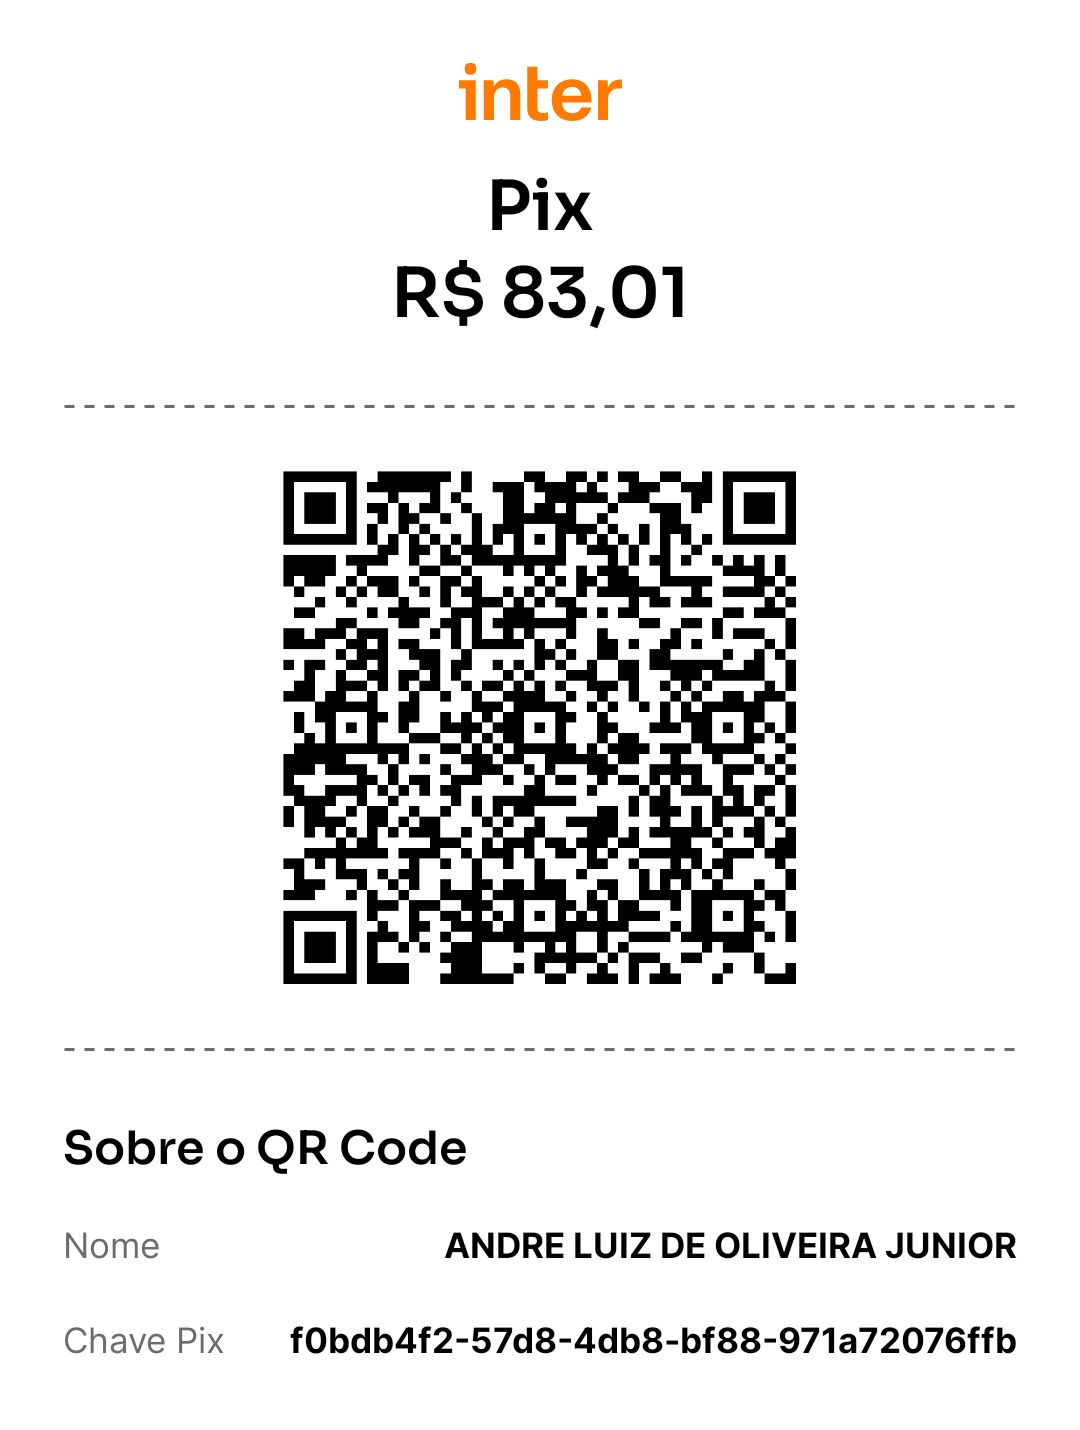 inter
Pix
R$ 83,01
Sobre o QR Code
Nome ANDRE LUIZ DE OLIVEIRA JUNIOR
Chave Pix f0bdb4f2-57d8-4db8-bf88-971a72076ffb